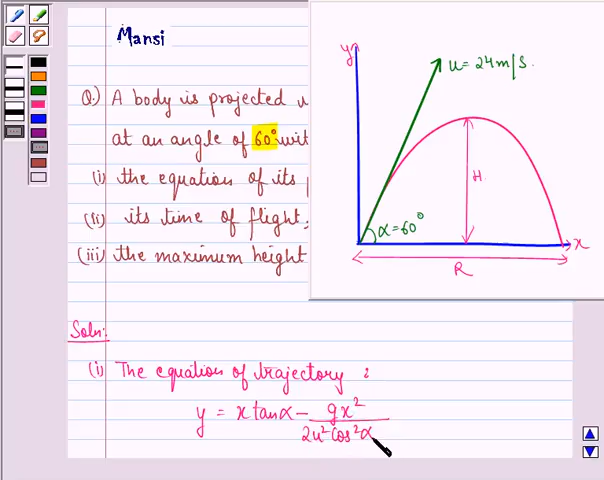 Mansi
Q.) A body is projected
at an angle of 60° with
(i) the equation of its
(ii) its time of flight,
(iii) the maximum height
y
u = 24 m/s.
H
α = 60°
x
R
Soln:
(i) The equation of trajectory :
y = x tanα - gx² / 2u² cos²α